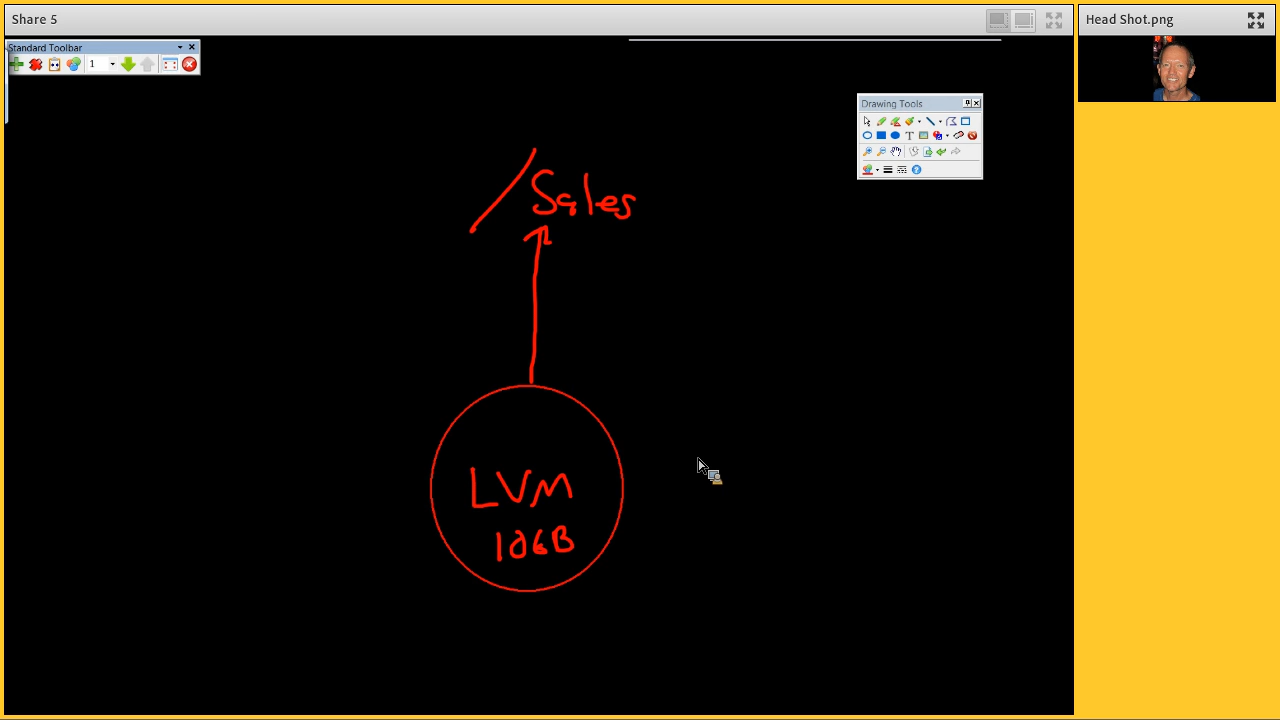 Share 5
Head Shot.png
Standard Toolbar
1
Drawing Tools
T
/Sales
LVM
10GB